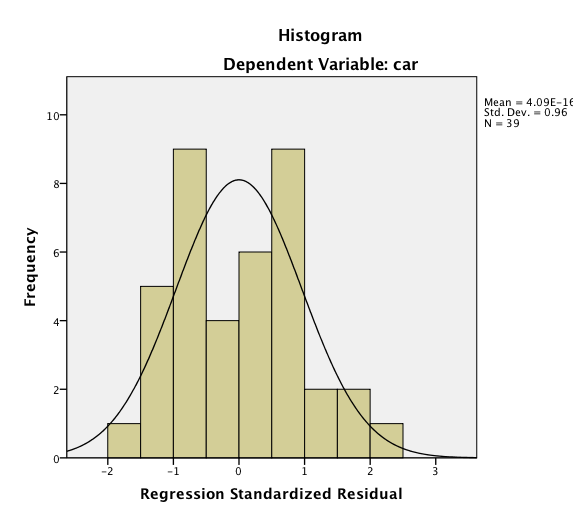 Histogram
Dependent Variable: car
Mean = 4.09E-16
Std. Dev. = 0.96
N = 39
Frequency
10
8
6
4
2
0
-2 -1 0 1 2 3
Regression Standardized Residual